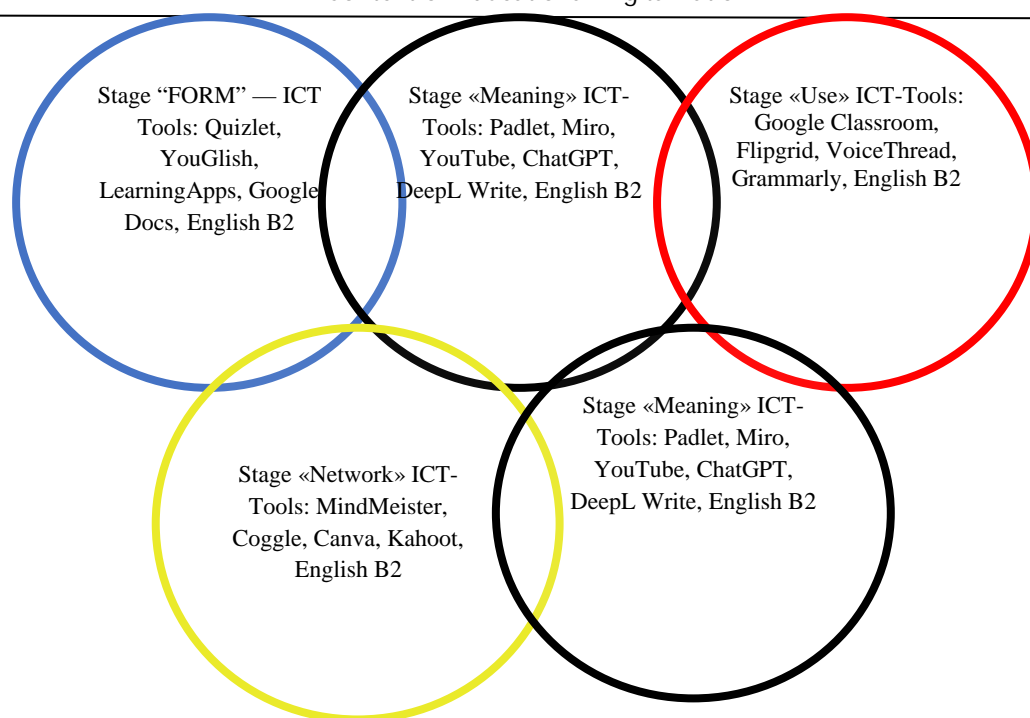 Stage “FORM” — ICT
Tools: Quizlet,
YouGlish,
LearningApps, Google
Docs, English B2
Stage «Meaning» ICT-
Tools: Padlet, Miro,
YouTube, ChatGPT,
DeepL Write, English B2
Stage «Use» ICT-Tools:
Google Classroom,
Flipgrid, VoiceThread,
Grammarly, English B2
Stage «Network» ICT-
Tools: MindMeister,
Coggle, Canva, Kahoot,
English B2
Stage «Meaning» ICT-
Tools: Padlet, Miro,
YouTube, ChatGPT,
DeepL Write, English B2